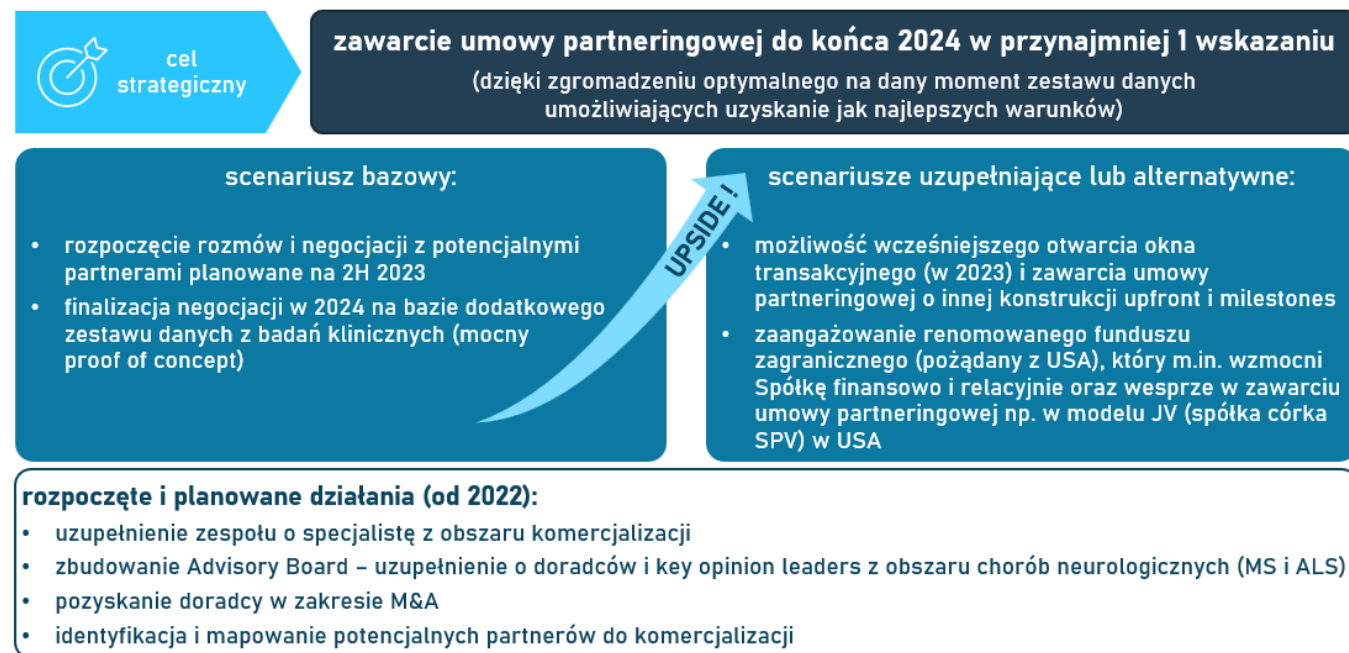 cel
strategiczny
zawarcie umowy partneringowej do końca 2024 w przynajmniej 1 wskazaniu
(dzięki zgromadzeniu optymalnego na dany moment zestawu danych
umożliwiających uzyskanie jak najlepszych warunków)
scenariusz bazowy:
• rozpoczęcie rozmów i negocjacji z potencjalnymi
partnerami planowane na 2H 2023
• finalizacja negocjacji w 2024 na bazie dodatkowego
zestawu danych z badań klinicznych (mocny
proof of concept)
UPSIDE !
scenariusze uzupełniające lub alternatywne:
• możliwość wcześniejszego otwarcia okna
transakcyjnego (w 2023) i zawarcia umowy
partneringowej o innej konstrukcji upfront i milestones
• zaangażowanie renomowanego funduszu
zagranicznego (pożądany z USA), który m.in. wzmocni
Spółkę finansowo i relacyjnie oraz wesprze w zawarciu
umowy partneringowej np. w modelu JV (spółka córka
SPV) w USA
rozpoczęte i planowane działania (od 2022):
• uzupełnienie zespołu o specjalistę z obszaru komercjalizacji
• zbudowanie Advisory Board – uzupełnienie o doradców i key opinion leaders z obszaru chorób neurologicznych (MS i ALS)
• pozyskanie doradcy w zakresie M&A
• identyfikacja i mapowanie potencjalnych partnerów do komercjalizacji